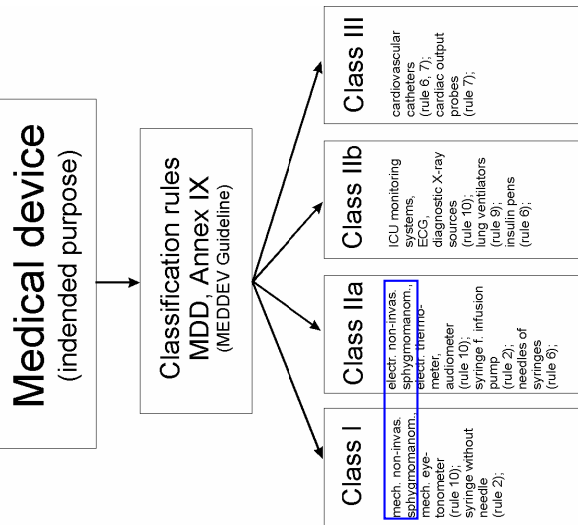 Medical device
(indended purpose)
Classification rules
MDD, Annex IX
(MEDDEV Guideline)
Class I
mech. non-invas.
sphygmomanom.,
mech. eye-
tonometer
(rule 10);
syringe without
needle
(rule 2);
Class IIa
electr. non-invas.
sphygmomanom.,
electr. thermo-
meter,
audiometer
(rule 10);
syringe f. infusion
pump
(rule 2);
needles of
syringes
(rule 6);
Class IIb
ICU monitoring
systems,
ECG,
diagnostic X-ray
sources
(rule 10);
lung ventilators
(rule 9);
insulin pens
(rule 6);
Class III
cardiovascular
catheters
(rule 6, 7);
cardiac output
probes
(rule 7);